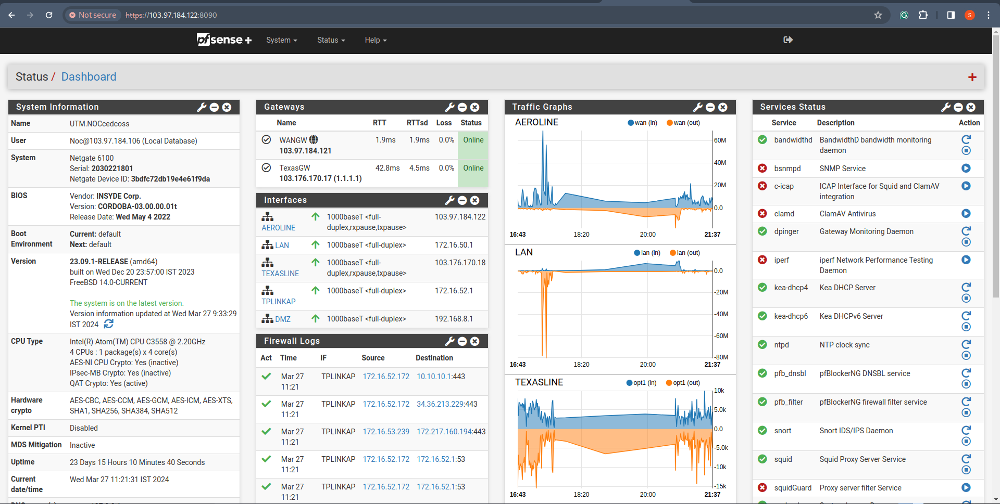 Not secure https://103.97.184.122:8090
S
pfsense +
System
Status
Help
Status / Dashboard
System Information
Name UTM.NOCcedcoss
User Noc@103.97.184.106 (Local Database)
System Netgate 6100
Serial: 2030221801
Netgate Device ID: 3bdfc72db19e4e61f9da
BIOS Vendor: INSYDE Corp.
Version: CORDOBA-03.00.00.01t
Release Date: Wed May 4 2022
Boot Environment
Current: default
Next: default
Version 23.09.1-RELEASE (amd64)
built on Wed Dec 20 23:57:00 IST 2023
FreeBSD 14.0-CURRENT
The system is on the latest version.
Version information updated at Wed Mar 27 9:33:29
IST 2024
CPU Type Intel(R) Atom(TM) CPU C3558 @ 2.20GHz
4 CPUs : 1 package(s) x 4 core(s)
AES-NI CPU Crypto: Yes (inactive)
IPsec-MB Crypto: Yes (inactive)
QAT Crypto: Yes (active)
Hardware crypto
AES-CBC, AES-CCM, AES-GCM, AES-ICM, AES-XTS,
SHA1, SHA256, SHA384, SHA512
Kernel PTI Disabled
MDS Mitigation Inactive
Uptime 23 Days 15 Hours 10 Minutes 40 Seconds
Current date/time
Wed Mar 27 11:21:31 IST 2024
Gateways
Name RTT RTTsd Loss Status
WANGW 1.9ms 1.9ms 0.0% Online
103.97.184.121
TexasGW 42.8ms 4.5ms 0.0% Online
103.176.170.17 (1.1.1.1)
Interfaces
AEROLINE 1000baseT <full-
duplex,rxpause,txpause> 103.97.184.122
LAN 1000baseT <full-duplex> 172.16.50.1
TEXASLINE 1000baseT <full-
duplex,rxpause,txpause> 103.176.170.18
TPLINKAP 1000baseT <full-duplex> 172.16.52.1
DMZ 1000baseT <full-duplex> 192.168.8.1
Firewall Logs
Act Time IF Source Destination
Mar 27 11:21 TPLINKAP 172.16.52.172 10.10.10.1:443
Mar 27 11:21 TPLINKAP 172.16.52.172 34.36.213.229:443
Mar 27 11:21 TPLINKAP 172.16.53.239 172.217.160.194:443
Mar 27 11:21 TPLINKAP 172.16.52.172 172.16.52.1:53
Mar 27 11:21 TPLINKAP 172.16.52.172 172.16.52.1:53
Traffic Graphs
AEROLINE wan (in) wan (out)
60M
40M
20M
0.0
16:43 18:20 20:00 21:37
LAN lan (in) lan (out)
0.0
-20M
-40M
-60M
-80M
16:43 18:20 20:00 21:37
TEXASLINE opt1 (in) opt1 (out)
10k
5.0k
0.0
-5.0k
-10k
-15k
16:43 18:20 20:00 21:37
Services Status
Service Description Action
bandwidthd BandwidthD bandwidth monitoring
daemon
bsnmpd SNMP Service
c-icap ICAP Interface for Squid and ClamAV
integration
clamd ClamAV Antivirus
dpinger Gateway Monitoring Daemon
iperf iperf Network Performance Testing
Daemon
kea-dhcp4 Kea DHCP Server
kea-dhcp6 Kea DHCPv6 Server
ntpd NTP clock sync
pfb_dnsbl pfBlockerNG DNSBL service
pfb_filter pfBlockerNG firewall filter service
snort Snort IDS/IPS Daemon
squid Squid Proxy Server Service
squidGuard Proxy server filter Service